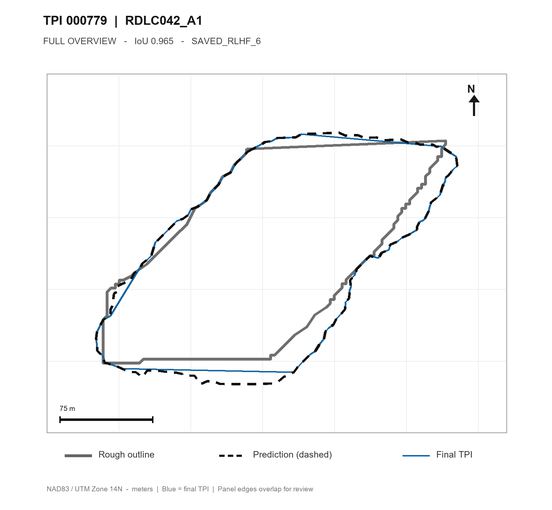 TPI 000779 | RDLC042_A1
FULL OVERVIEW - IoU 0.965 - SAVED_RLHF_6
N
75 m
Rough outline Prediction (dashed) Final TPI
NAD83 / UTM Zone 14N - meters | Blue = final TPI | Panel edges overlap for review